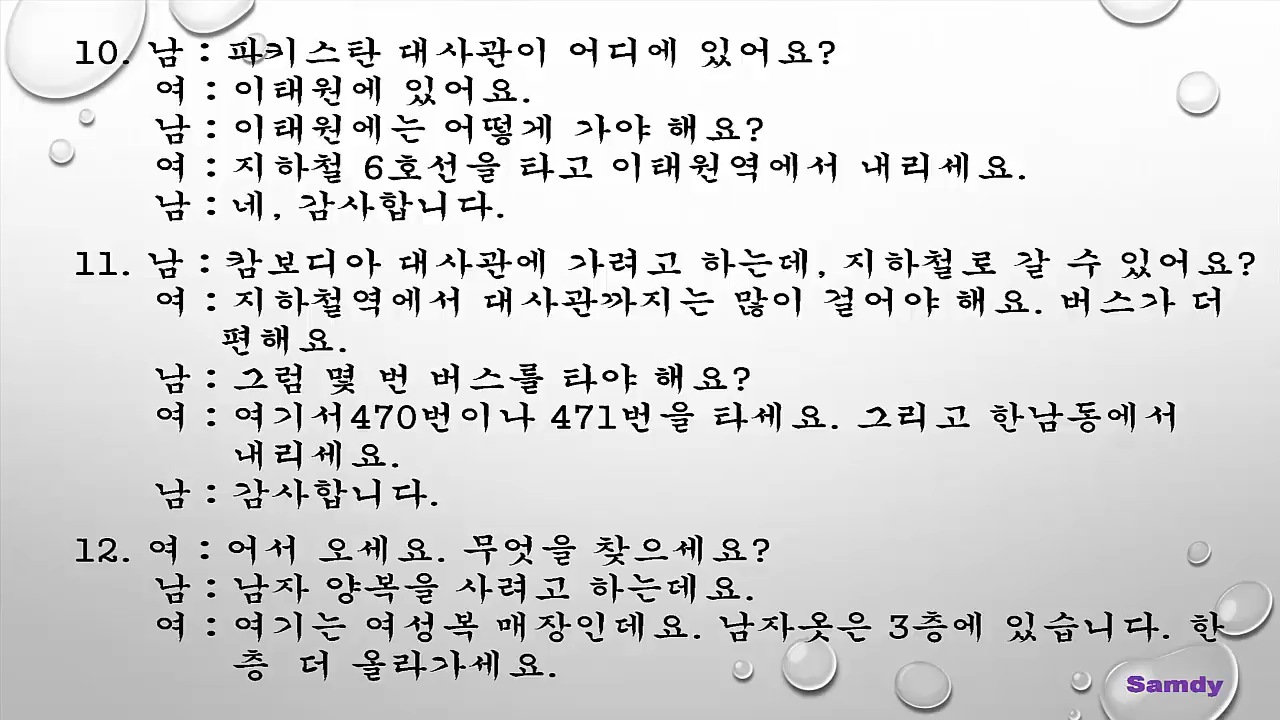 10. 남 : 파키스탄 대사관이 어디에 있어요?
여 : 이태원에 있어요.
남 : 이태원에는 어떻게 가야 해요?
여 : 지하철 6호선을 타고 이태원역에서 내리세요.
남 : 네, 감사합니다.
11. 남 : 캄보디아 대사관에 가려고 하는데, 지하철로 갈 수 있어요?
여 : 지하철역에서 대사관까지는 많이 걸어야 해요. 버스가 더
편해요.
남 : 그럼 몇 번 버스를 타야 해요?
여 : 여기서470번이나 471번을 타세요. 그리고 한남동에서
내리세요.
남 : 감사합니다.
12. 여 : 어서 오세요. 무엇을 찾으세요?
남 : 남자 양복을 사려고 하는데요.
여 : 여기는 여성복 매장인데요. 남자옷은 3층에 있습니다. 한
층 더 올라가세요.
Samdy